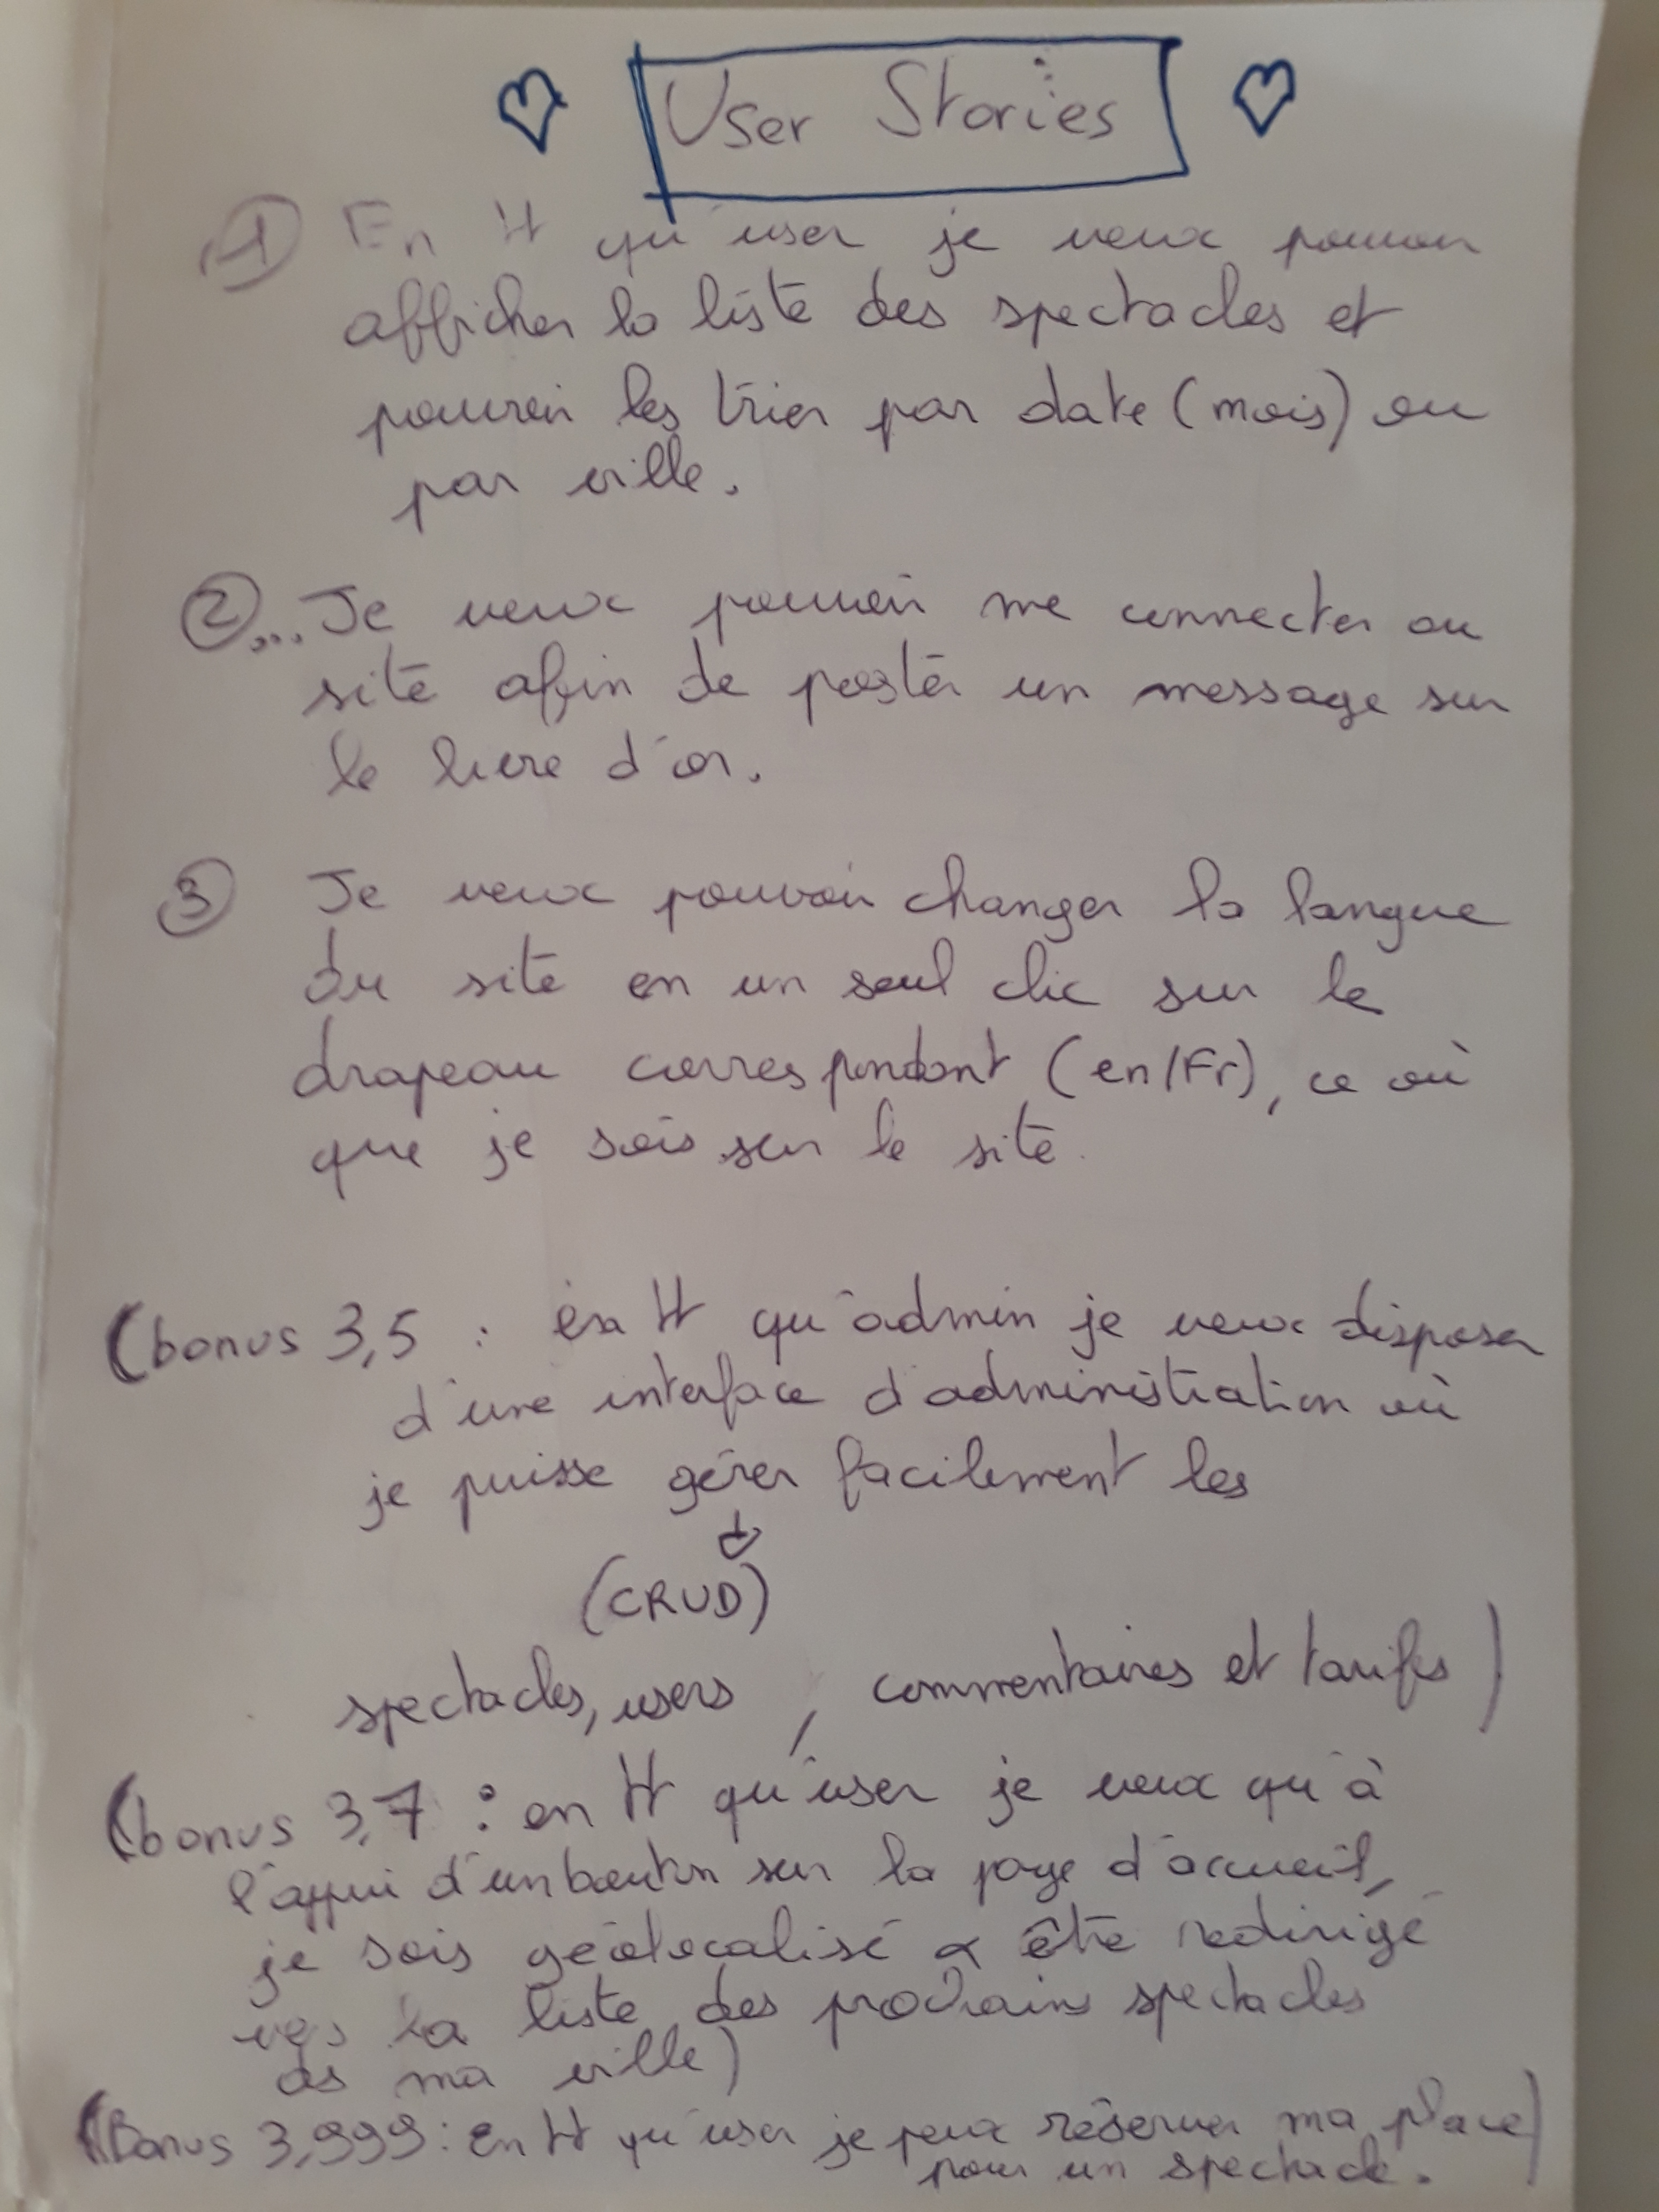 User Stories
1 En tt qu'user je veux pouvoir
afficher la liste des spectacles et
pouvoir les trier par date (mois) ou
par ville.
2 ... Je veux pouvoir me connecter au
site afin de poster un message sur
le livre d'or.
3 Je veux pouvoir changer la langue
du site en un seul clic sur le
drapeau correspondant (en/Fr), ce où
que je sois sur le site.
(bonus 3,5 : en tt qu'admin je veux disposer
d'une interface d'administration où
je puisse gérer facilement les
(CRUD)
spectacles, users, commentaires et tarifs)
(bonus 3,7 : en tt qu'user je veux qu'à
l'appui d'un bouton sur la page d'accueil,
je sois géolocalisé & être redirigé
vers la liste des prochains spectacles
ds ma ville)
(Bonus 3,999 : En tt qu'user je peux réserver ma place)
pour un spectacle.